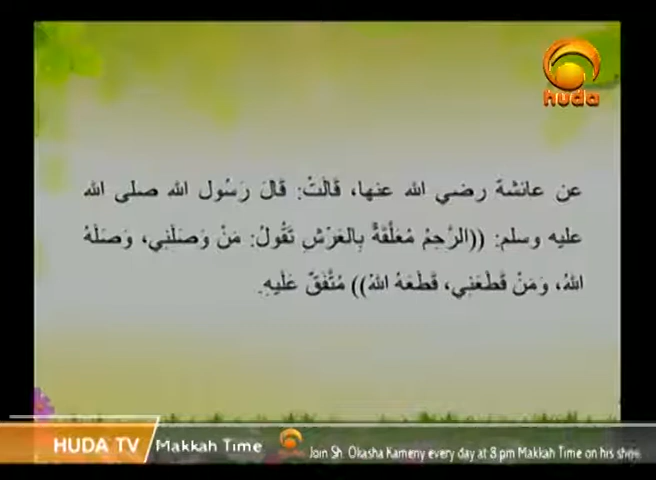 huda
عن عائشة رضي الله عنها، قَالَتْ: قَالَ رَسُول الله صلى الله
عليه وسلم: ((الرَّحِمُ مُعَلَّقَةٌ بِالعَرْشِ تَقُولُ: مَنْ وَصَلَنِي، وَصَلَهُ
اللهُ، وَمَنْ قَطَعَنِي، قَطَعَهُ اللهُ)) مُتَّفَقٌ عَلَيهِ.
HUDA TV Makkah Time Join Sh. Okasha Kameny every day at 8 pm Makkah Time on his show